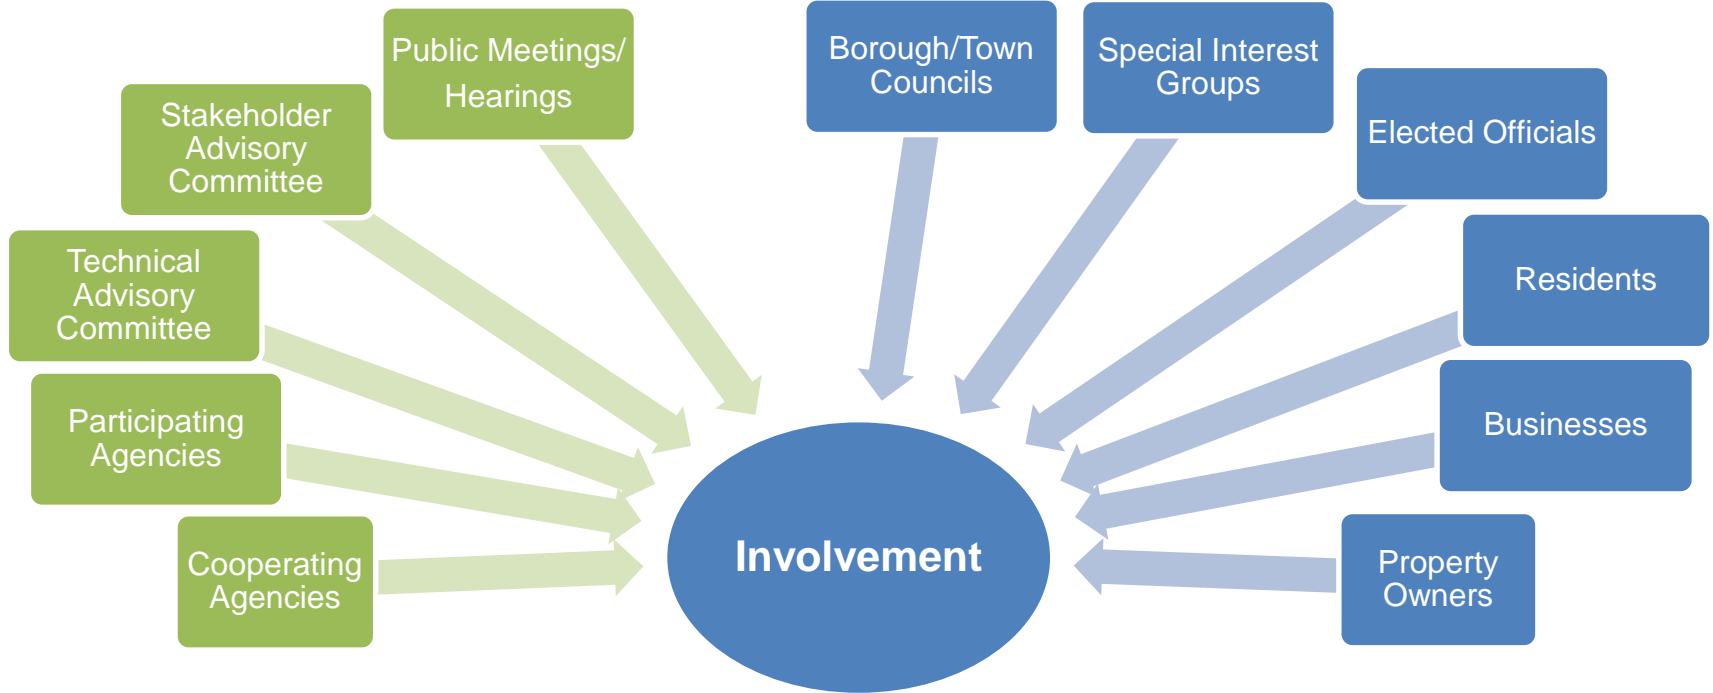 Public Meetings/
Hearings
Stakeholder
Advisory
Committee
Technical
Advisory
Committee
Participating
Agencies
Cooperating
Agencies
Borough/Town
Councils
Special Interest
Groups
Elected Officials
Residents
Businesses
Property
Owners
Involvement